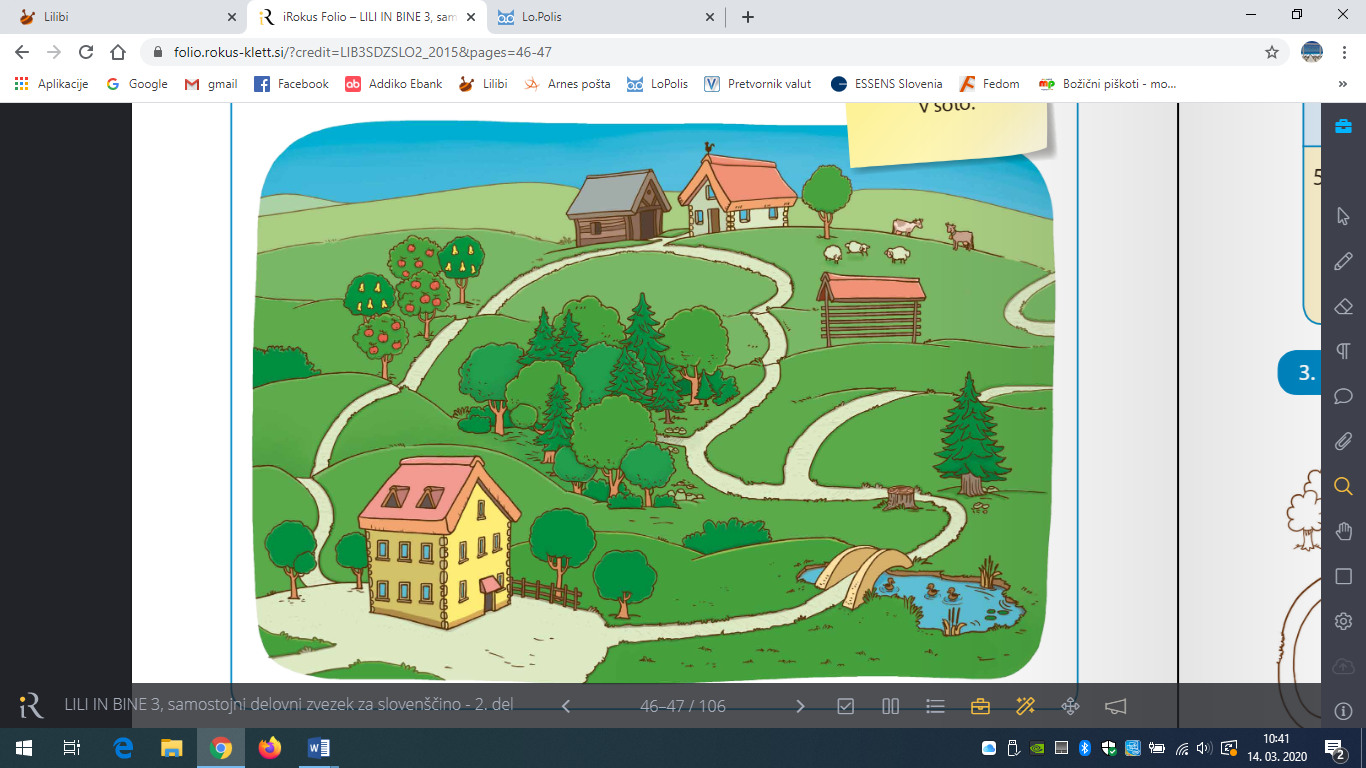 Lilibi
iRokus Folio – LILI IN BINE 3, sam
Lo.Polis
folio.rokus-klett.si/?credit=LIB3SDZSLO2_2015&pages=46-47
Aplikacije Google gmail Facebook Addiko Ebank Lilibi Arnes pošta LoPolis Pretvornik valut ESSENS Slovenia Fedom Božični piškoti - mo...
v šolo.
5
3.
LILI IN BINE 3, samostojni delovni zvezek za slovenščino - 2. del
46–47 / 106
10:41
14. 03. 2020
2